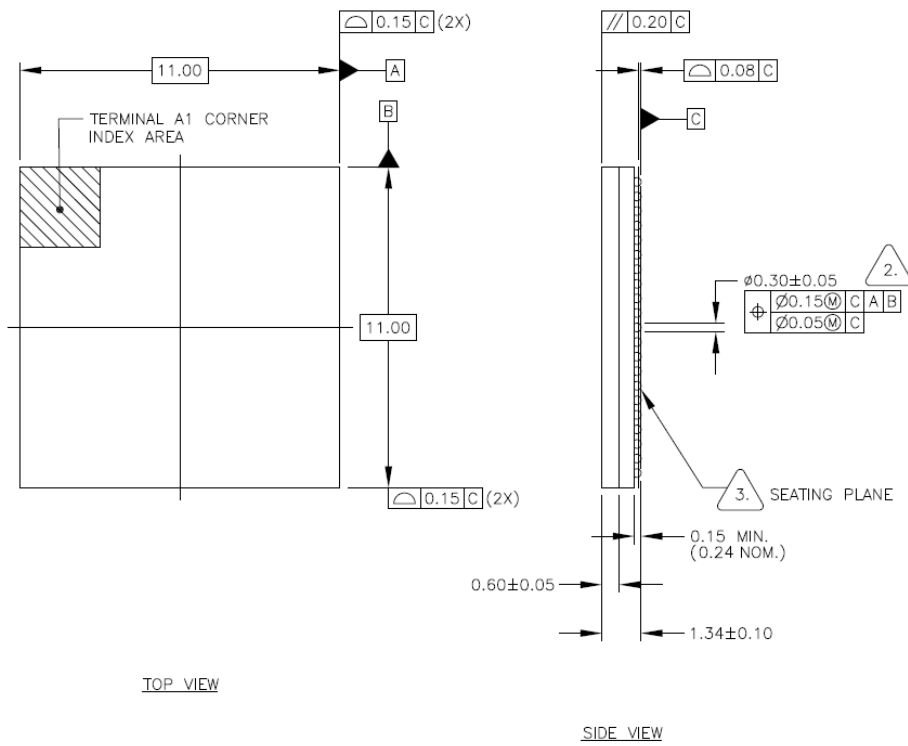 ⌓ 0.15 C (2X)
11.00
A
B
TERMINAL A1 CORNER
INDEX AREA
11.00
⌓ 0.15 C (2X)
TOP VIEW
// 0.20 C
⌓ 0.08 C
C
2.
ø0.30±0.05
⌖ Ø0.15Ⓜ C A B
Ø0.05Ⓜ C
3. SEATING PLANE
0.15 MIN.
(0.24 NOM.)
0.60±0.05
1.34±0.10
SIDE VIEW